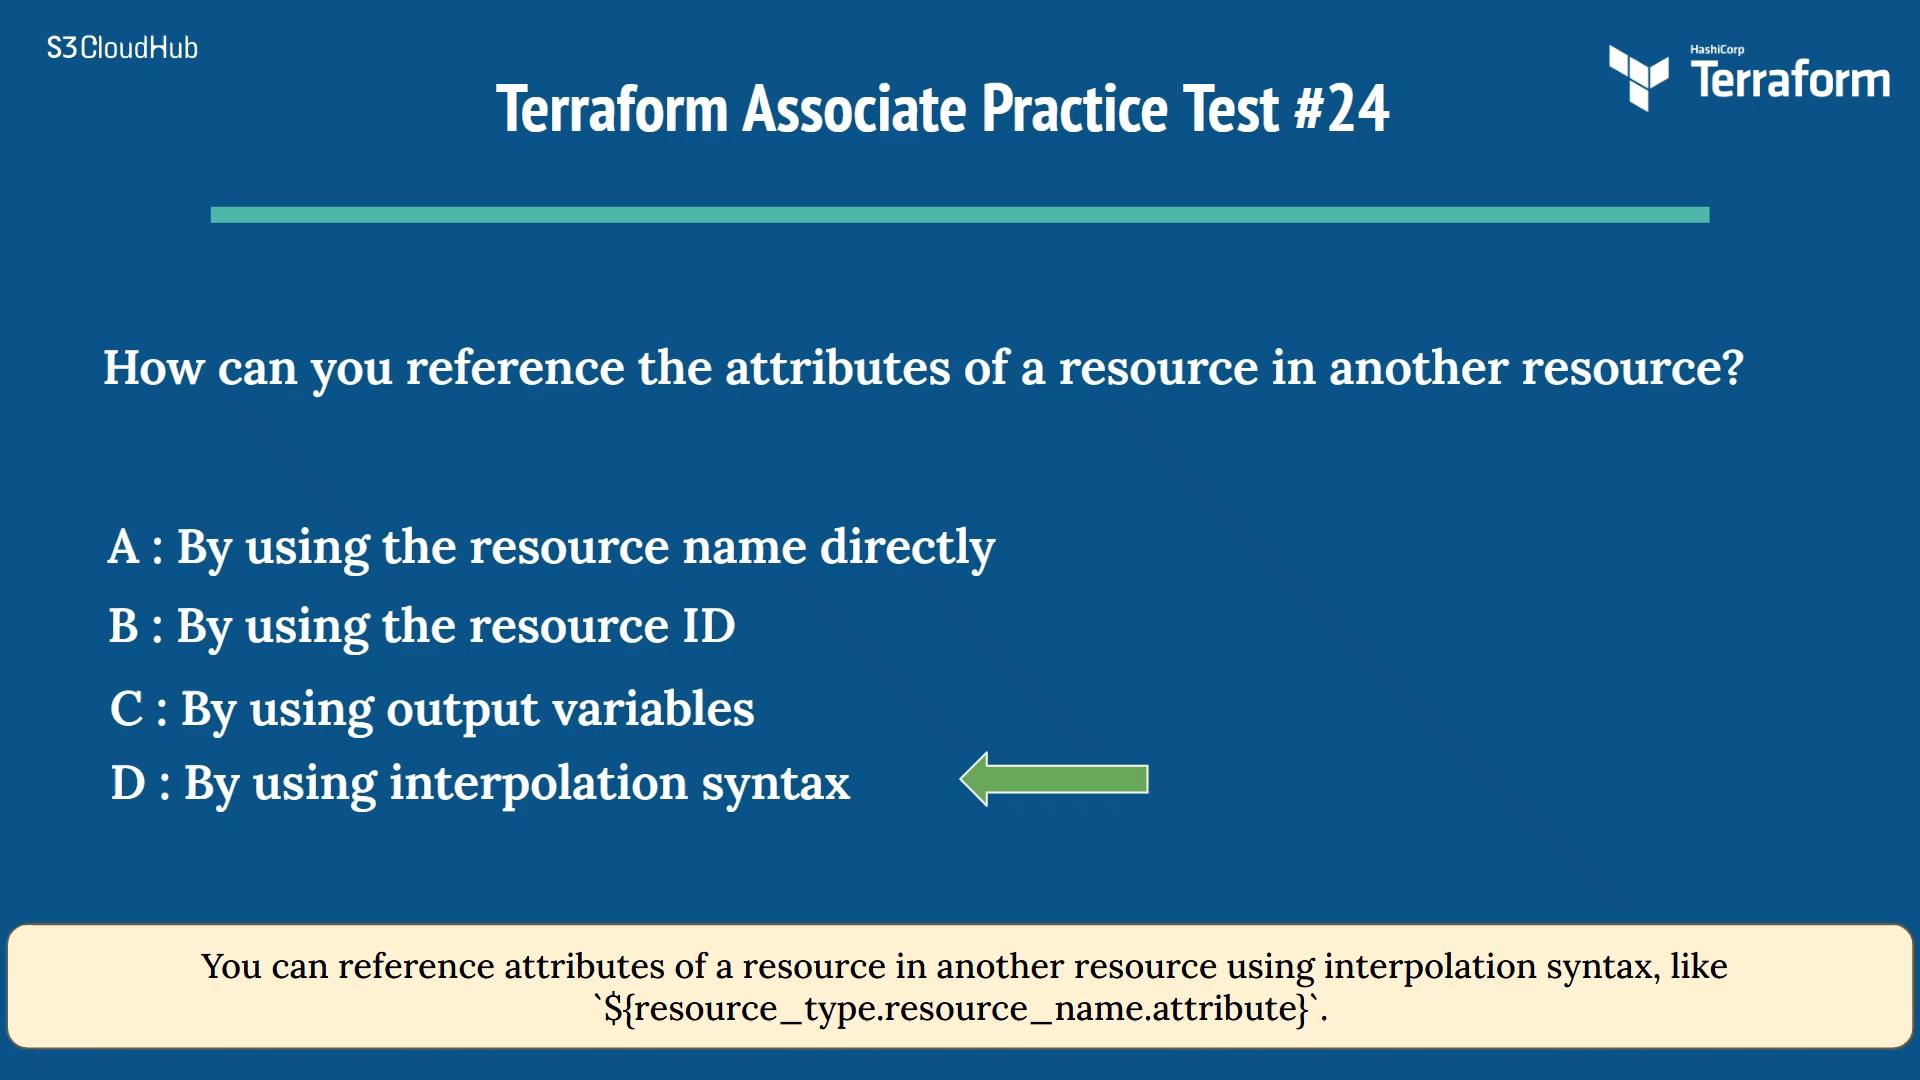 S3CloudHub
HashiCorp
Terraform
Terraform Associate Practice Test #24
How can you reference the attributes of a resource in another resource?
A : By using the resource name directly
B : By using the resource ID
C : By using output variables
D : By using interpolation syntax
You can reference attributes of a resource in another resource using interpolation syntax, like
`${resource_type.resource_name.attribute}`.